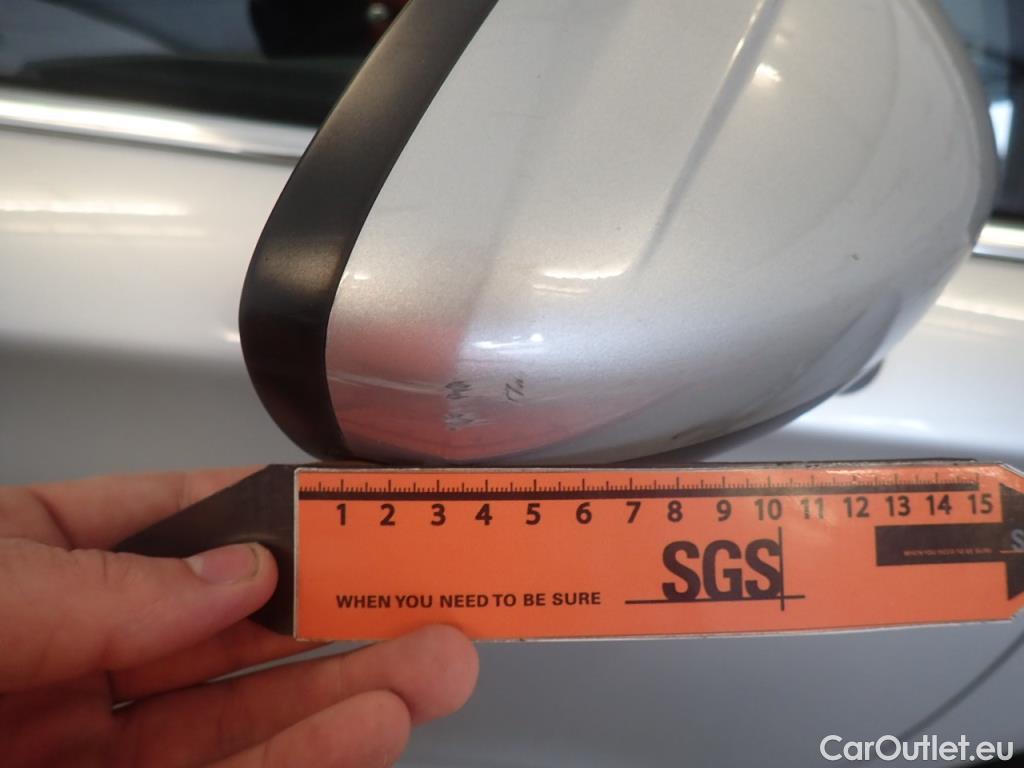 1 2 3 4 5 6 7 8 9 10 11 12 13 14 15
SGS
WHEN YOU NEED TO BE SURE
CarOutlet.eu